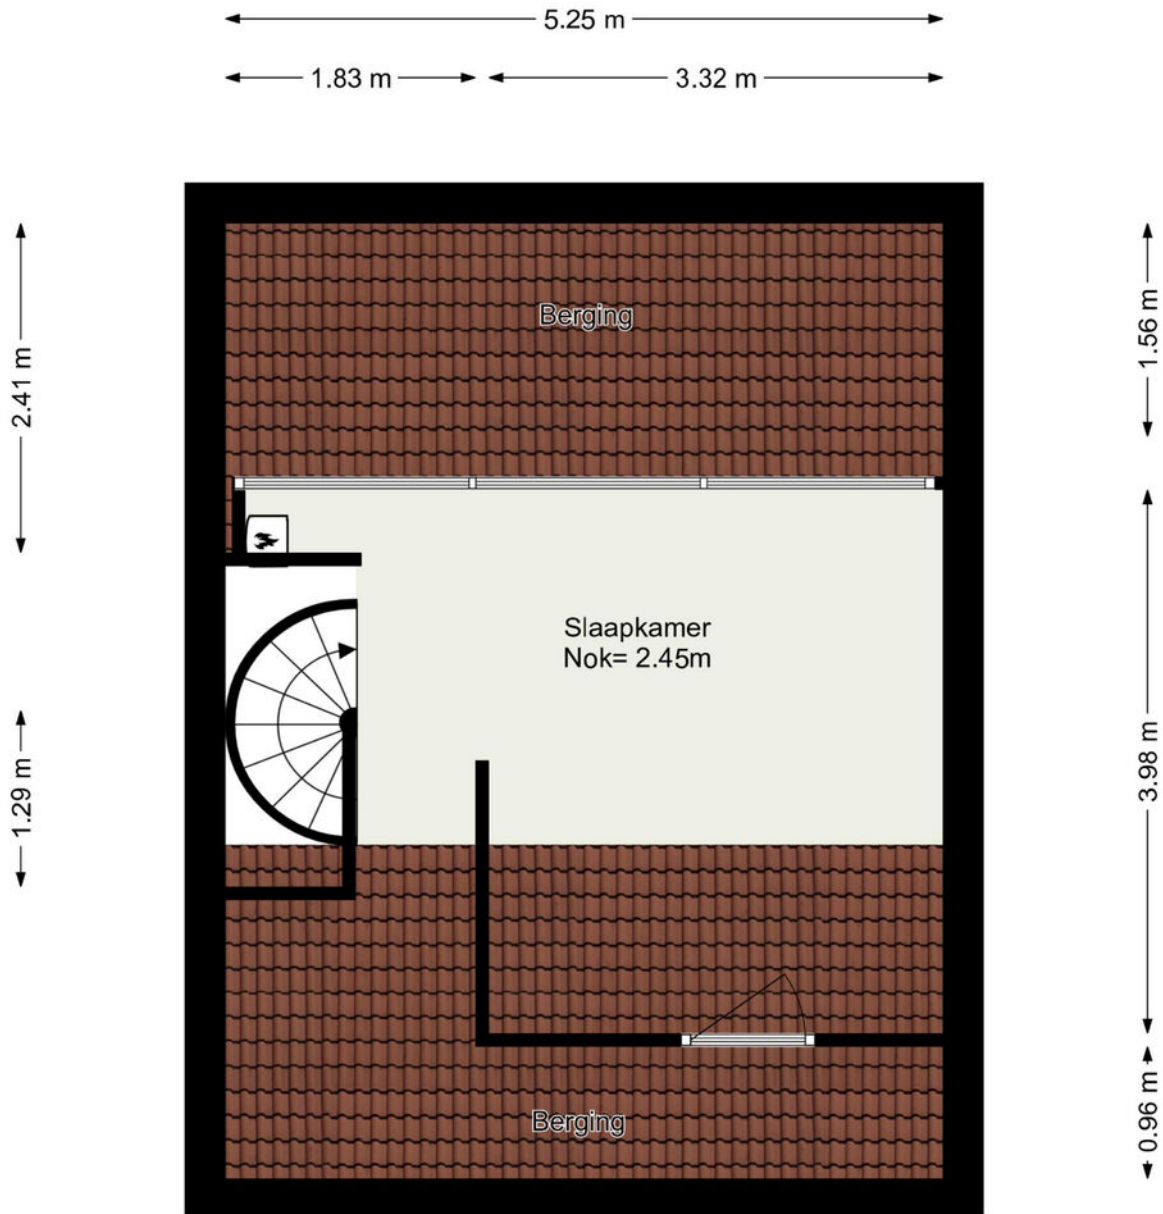 5.25 m
1.83 m
3.32 m
2.41 m
1.56 m
Berging
Slaapkamer
Nok= 2.45m
1.29 m
3.98 m
0.96 m
Berging